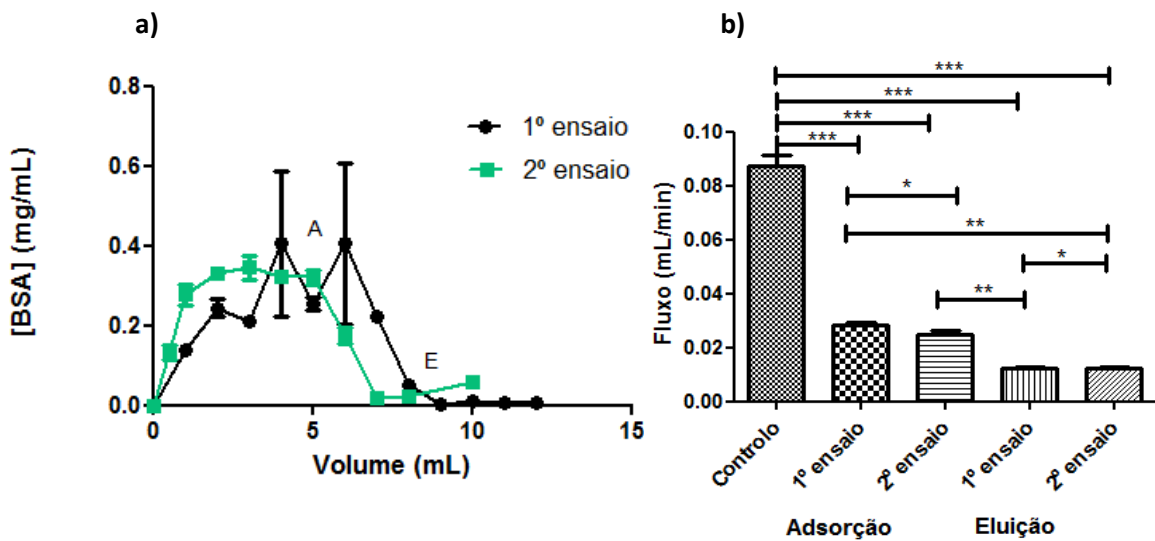 a)
[BSA] (mg/mL)
0.8
0.6
0.4
0.2
0.0
0
5
10
15
Volume (mL)
1º ensaio
2º ensaio
A
E
b)
Fluxo (mL/min)
0.10
0.08
0.06
0.04
0.02
0.00
***
***
***
***
*
**
*
**
Controlo
1º ensaio
2º ensaio
1º ensaio
2º ensaio
Adsorção
Eluição